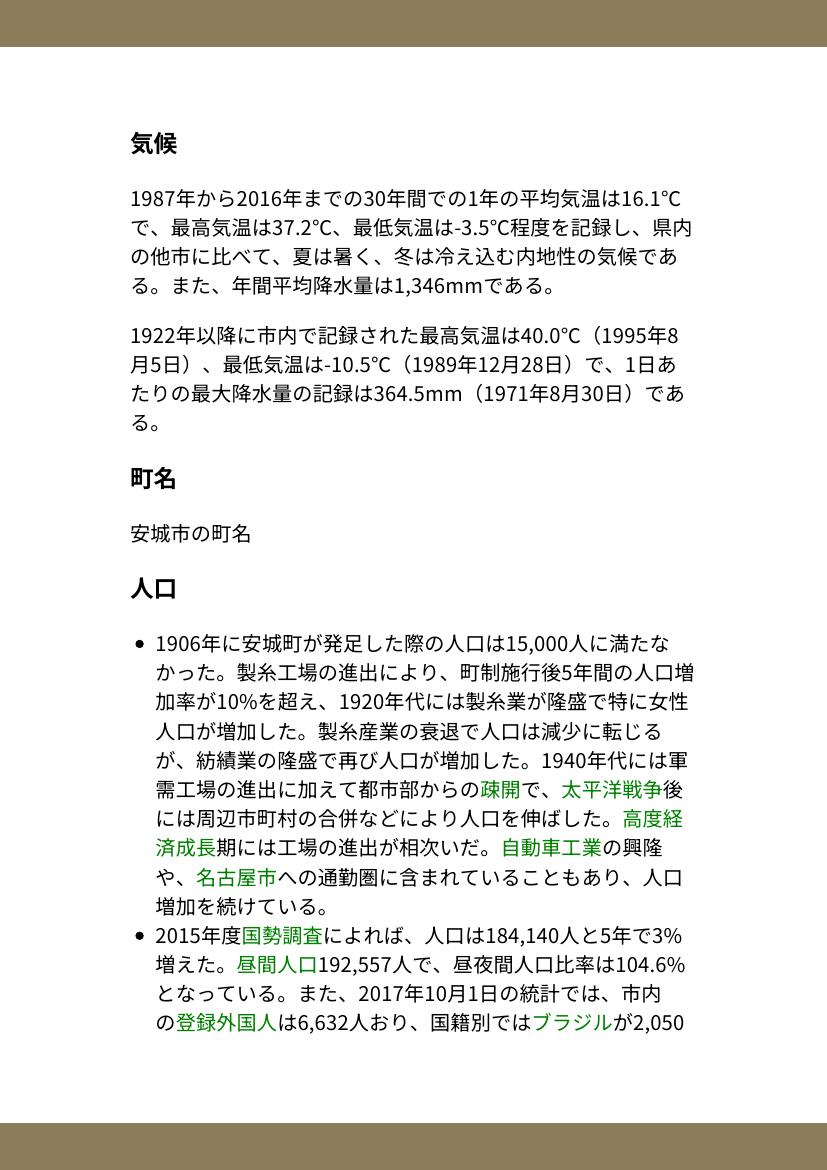 気候
1987年から2016年までの30年間での1年の平均気温は16.1℃
で、最高気温は37.2℃、最低気温は-3.5℃程度を記録し、県内
の他市に比べて、夏は暑く、冬は冷え込む内地性の気候であ
る。また、年間平均降水量は1,346mmである。
1922年以降に市内で記録された最高気温は40.0℃（1995年8
月5日）、最低気温は-10.5℃（1989年12月28日）で、1日あ
たりの最大降水量の記録は364.5mm（1971年8月30日）であ
る。
町名
安城市の町名
人口
• 1906年に安城町が発足した際の人口は15,000人に満たな
かった。製糸工場の進出により、町制施行後5年間の人口増
加率が10%を超え、1920年代には製糸業が隆盛で特に女性
人口が増加した。製糸産業の衰退で人口は減少に転じる
が、紡績業の隆盛で再び人口が増加した。1940年代には軍
需工場の進出に加えて都市部からの疎開で、太平洋戦争後
には周辺市町村の合併などにより人口を伸ばした。高度経
済成長期には工場の進出が相次いだ。自動車工業の興隆
や、名古屋市への通勤圏に含まれていることもあり、人口
増加を続けている。
• 2015年度国勢調査によれば、人口は184,140人と5年で3%
増えた。昼間人口192,557人で、昼夜間人口比率は104.6%
となっている。また、2017年10月1日の統計では、市内
の登録外国人は6,632人おり、国籍別ではブラジルが2,050